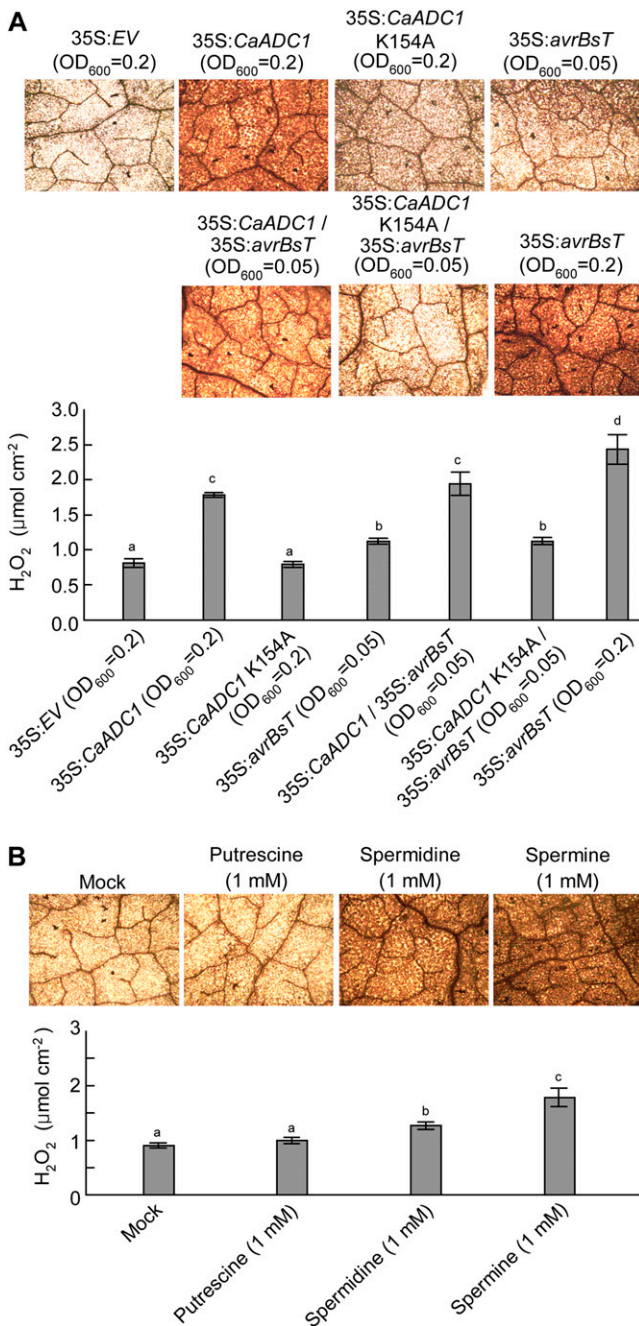 A
35S:EV
(OD600=0.2)
35S:CaADC1
(OD600=0.2)
35S:CaADC1
K154A
(OD600=0.2)
35S:avrBsT
(OD600=0.05)
35S:CaADC1 /
35S:avrBsT
(OD600=0.05)
35S:CaADC1
K154A /
35S:avrBsT
(OD600=0.05)
35S:avrBsT
(OD600=0.2)
H2O2 (μmol cm-2)
3.0
2.5
2.0
1.5
1.0
0.5
0.0
a
c
a
b
c
b
d
35S:EV (OD600=0.2)
35S:CaADC1 (OD600=0.2)
35S:CaADC1 K154A
(OD600=0.2)
35S:avrBsT (OD600=0.05)
35S:CaADC1 / 35S:avrBsT
(OD600=0.05)
35S:CaADC1 K154A /
35S:avrBsT (OD600=0.05)
35S:avrBsT (OD600=0.2)
B
Mock
Putrescine
(1 mM)
Spermidine
(1 mM)
Spermine
(1 mM)
H2O2 (μmol cm-2)
3
2
1
0
a
a
b
c
Mock
Putrescine (1 mM)
Spermidine (1 mM)
Spermine (1 mM)